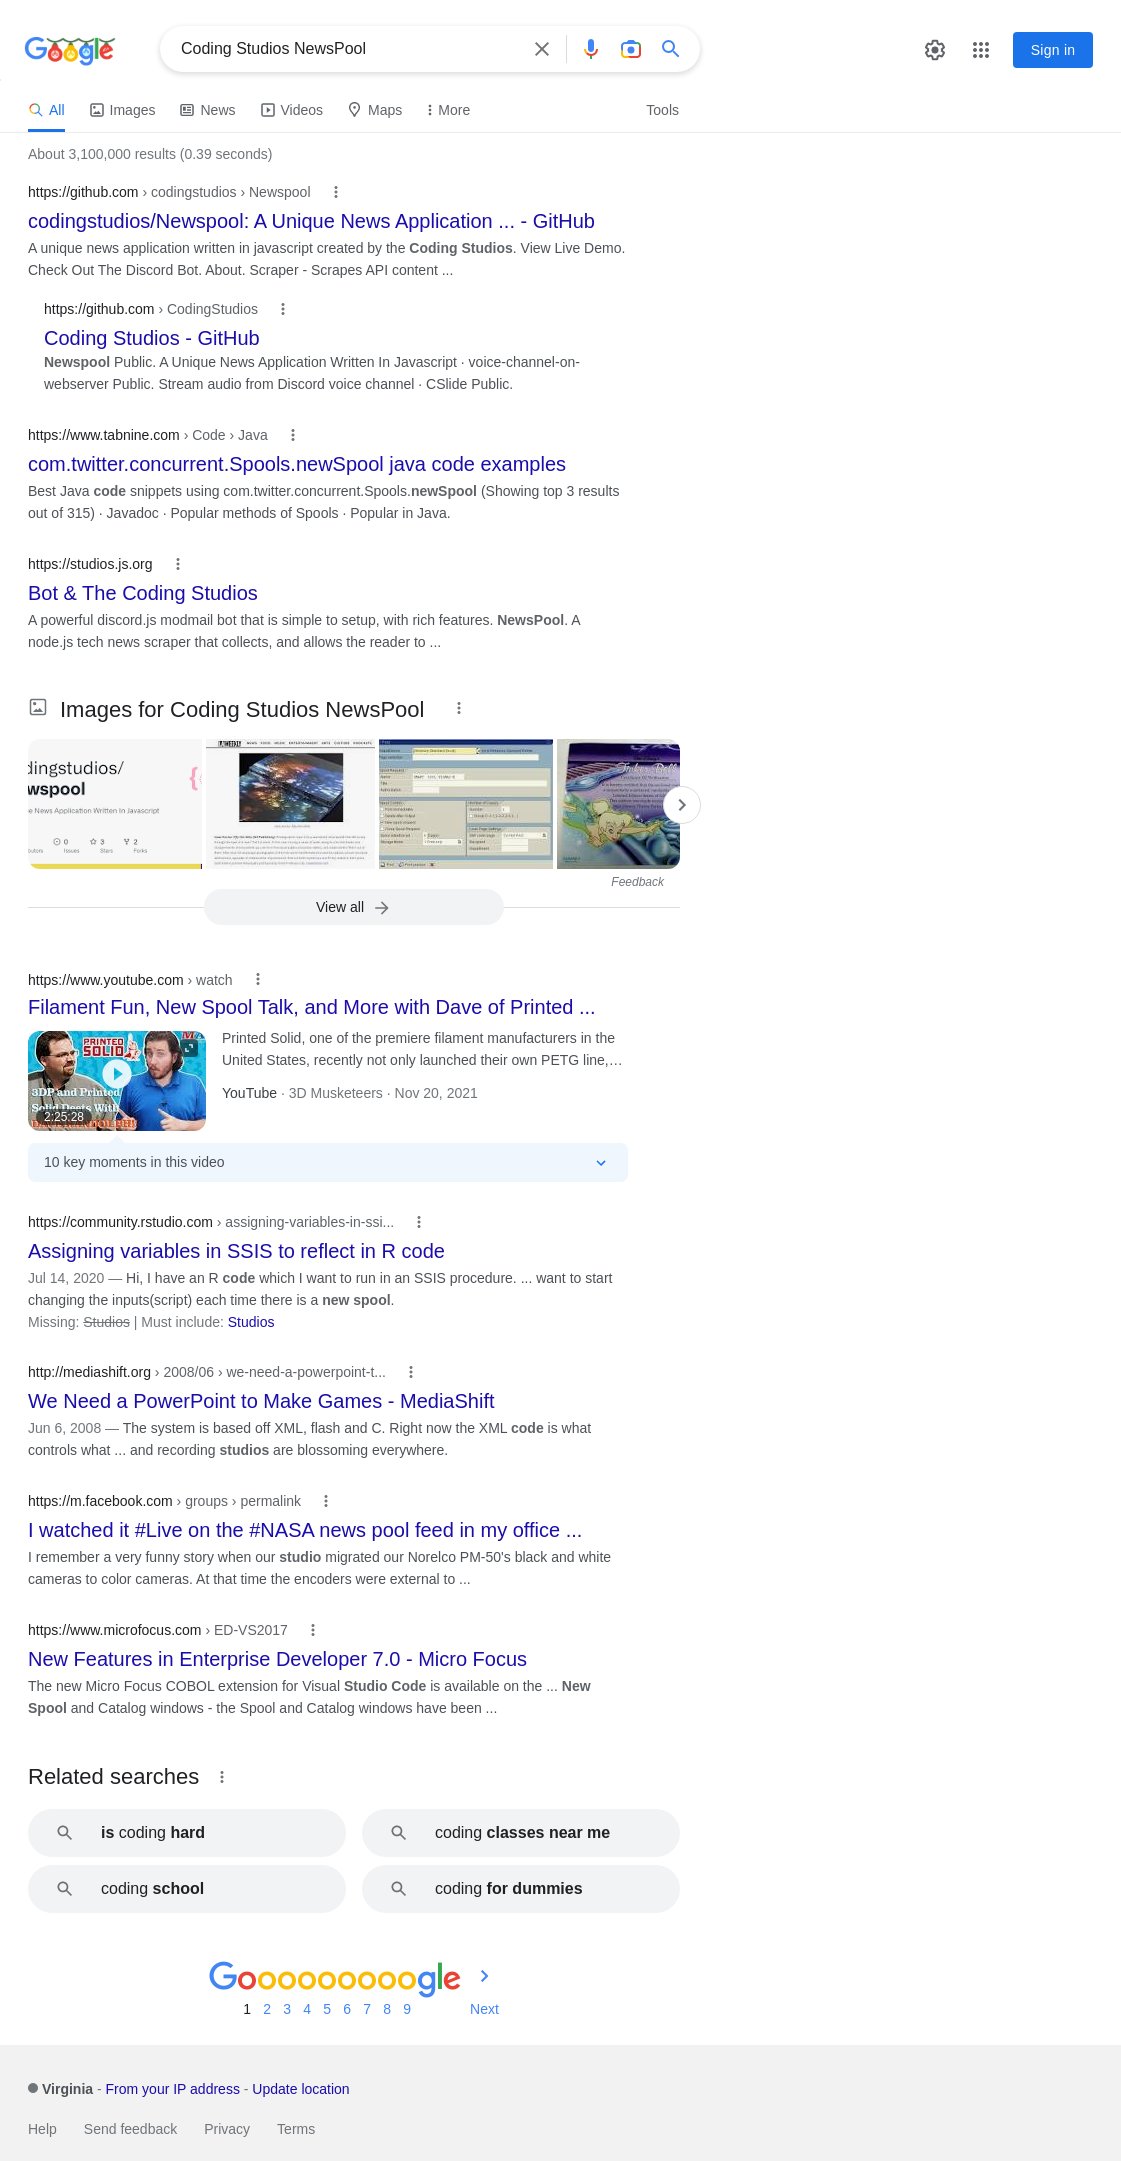 Google
Coding Studios NewsPool
Sign in
All Images News Videos Maps More Tools
About 3,100,000 results (0.39 seconds)
https://github.com › codingstudios › Newspool
codingstudios/Newspool: A Unique News Application ... - GitHub
A unique news application written in javascript created by the Coding Studios. View Live Demo.
Check Out The Discord Bot. About. Scraper - Scrapes API content ...
https://github.com › CodingStudios
Coding Studios - GitHub
Newspool Public. A Unique News Application Written In Javascript · voice-channel-on-
webserver Public. Stream audio from Discord voice channel · CSlide Public.
https://www.tabnine.com › Code › Java
com.twitter.concurrent.Spools.newSpool java code examples
Best Java code snippets using com.twitter.concurrent.Spools.newSpool (Showing top 3 results
out of 315) · Javadoc · Popular methods of Spools · Popular in Java.
https://studios.js.org
Bot & The Coding Studios
A powerful discord.js modmail bot that is simple to setup, with rich features. NewsPool. A
node.js tech news scraper that collects, and allows the reader to ...
Images for Coding Studios NewsPool
dingstudios/
wspool
e News Application Written In Javascript
0 3 2
Issues Stars Forks
Tinker Bell
Feedback
View all
https://www.youtube.com › watch
Filament Fun, New Spool Talk, and More with Dave of Printed ...
PRINTED
SOLID
3DP and Printed
Solid Deets With
2:25:28
Printed Solid, one of the premiere filament manufacturers in the
United States, recently not only launched their own PETG line,…
YouTube · 3D Musketeers · Nov 20, 2021
10 key moments in this video
https://community.rstudio.com › assigning-variables-in-ssi...
Assigning variables in SSIS to reflect in R code
Jul 14, 2020 — Hi, I have an R code which I want to run in an SSIS procedure. ... want to start
changing the inputs(script) each time there is a new spool.
Missing: Studios | Must include: Studios
http://mediashift.org › 2008/06 › we-need-a-powerpoint-t...
We Need a PowerPoint to Make Games - MediaShift
Jun 6, 2008 — The system is based off XML, flash and C. Right now the XML code is what
controls what ... and recording studios are blossoming everywhere.
https://m.facebook.com › groups › permalink
I watched it #Live on the #NASA news pool feed in my office ...
I remember a very funny story when our studio migrated our Norelco PM-50's black and white
cameras to color cameras. At that time the encoders were external to ...
https://www.microfocus.com › ED-VS2017
New Features in Enterprise Developer 7.0 - Micro Focus
The new Micro Focus COBOL extension for Visual Studio Code is available on the ... New
Spool and Catalog windows - the Spool and Catalog windows have been ...
Related searches
is coding hard
coding classes near me
coding school
coding for dummies
Goooooooooogle
1 2 3 4 5 6 7 8 9 Next
Virginia - From your IP address - Update location
Help Send feedback Privacy Terms